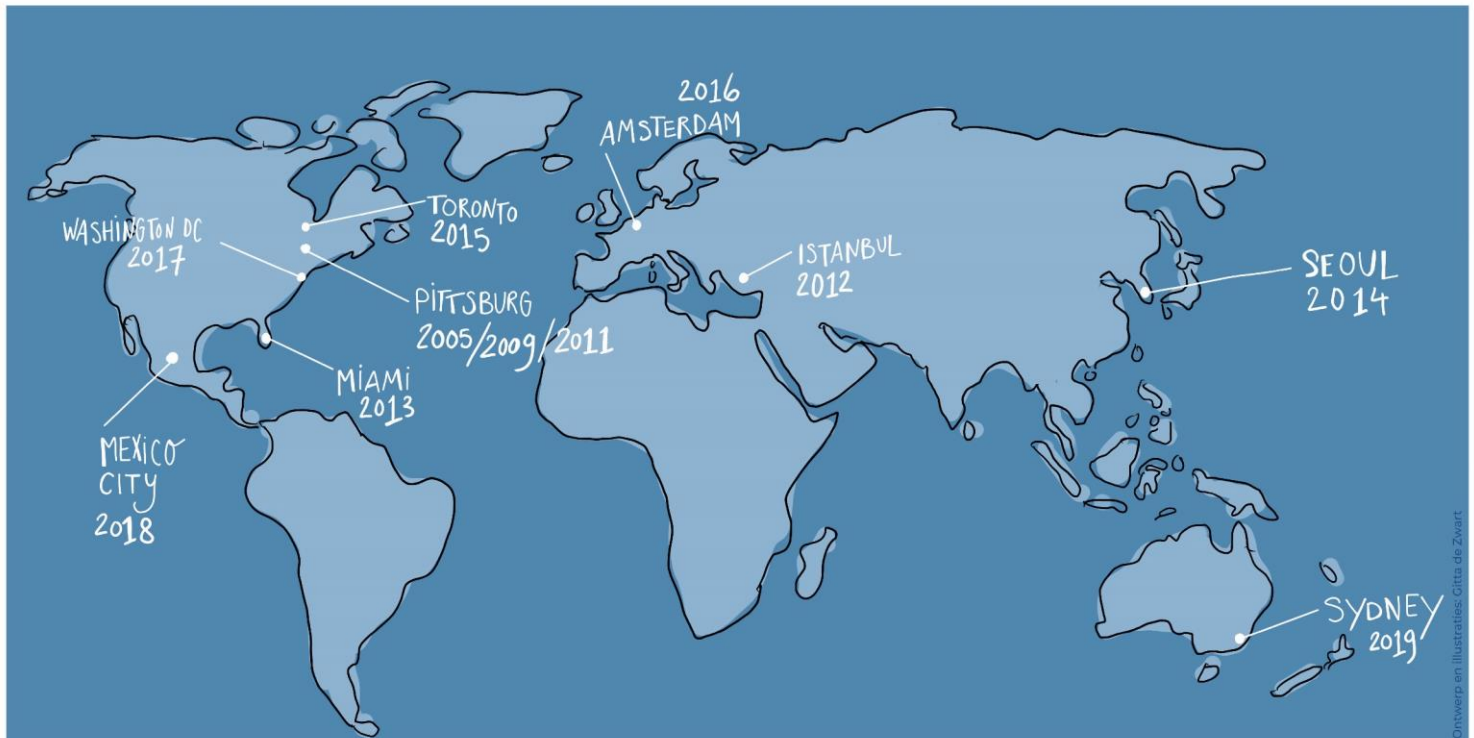 2016
AMSTERDAM
TORONTO
2015
WASHINGTON DC
2017
ISTANBUL
2012
SEOUL
2014
PITTSBURG
2005/2009/2011
MIAMI
2013
MEXICO
CITY
2018
SYDNEY
2019
Ontwerp en illustraties: Gitta de Zwart